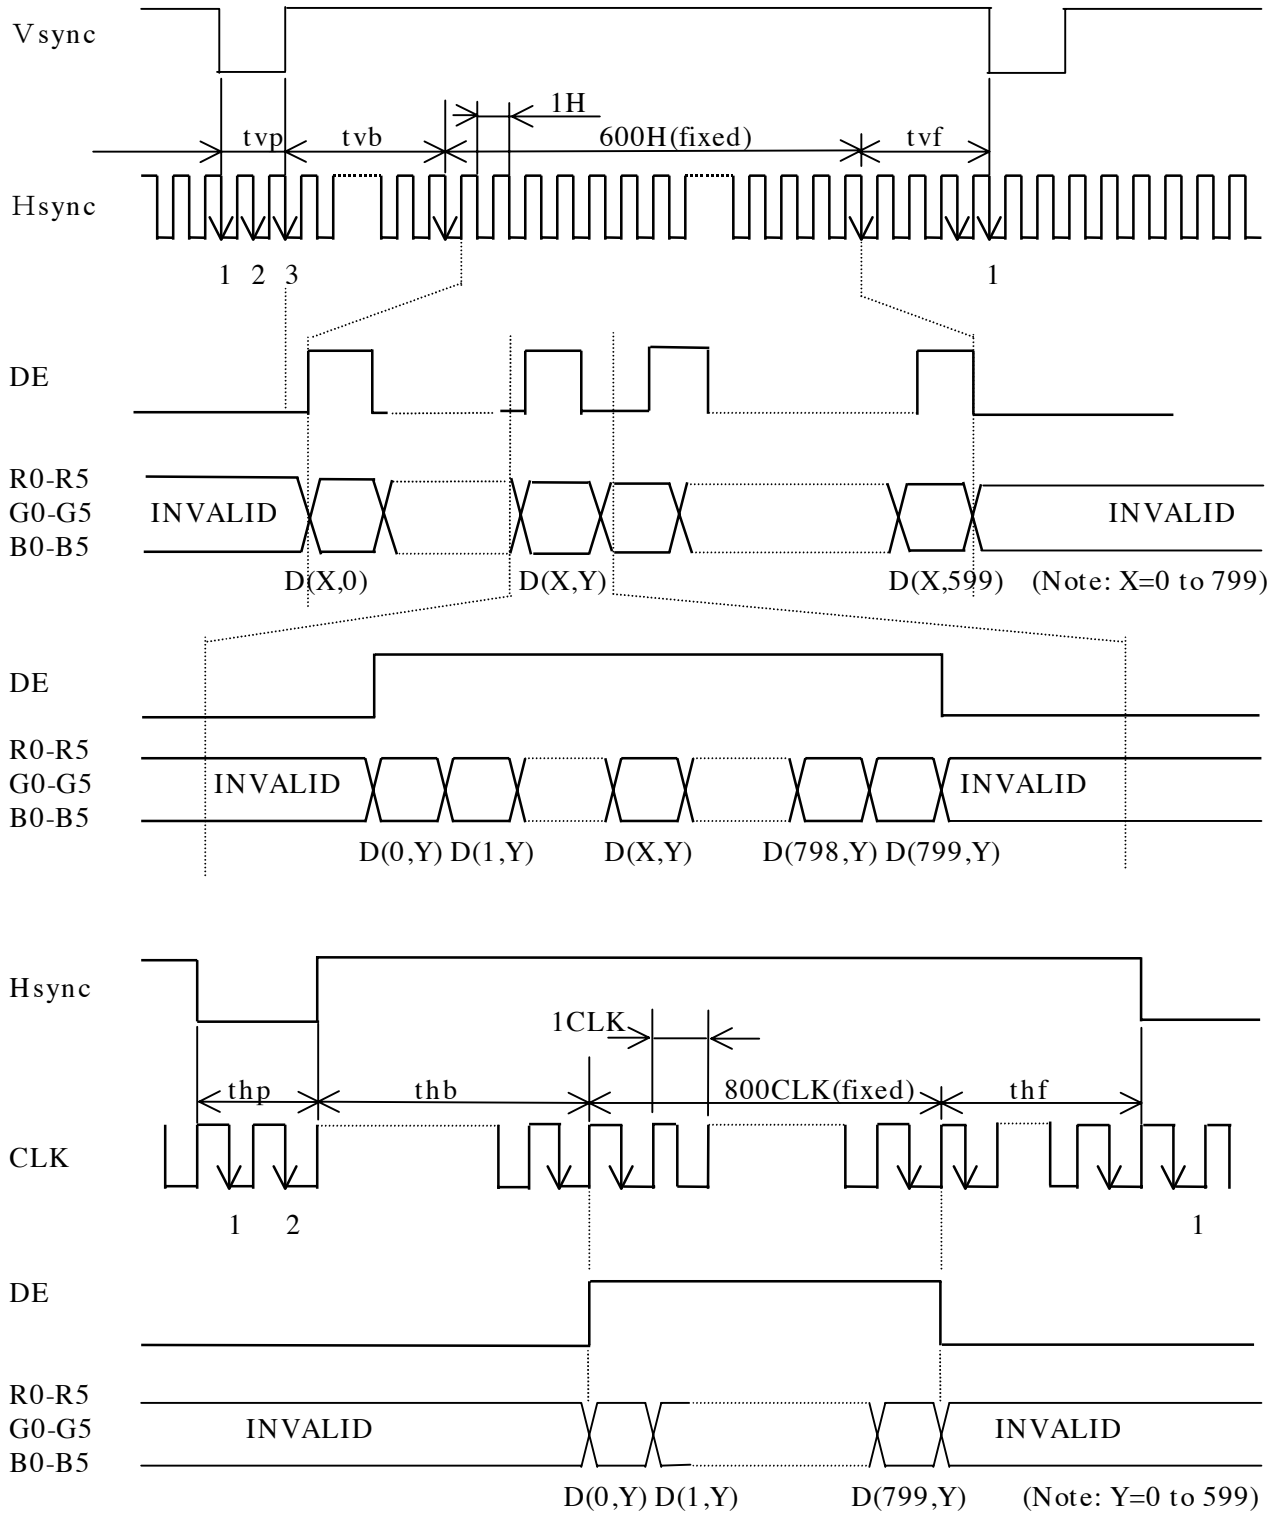 Vsync
1H
tvp tvb 600H(fixed) tvf
Hsync
1 2 3 1
DE
R0-R5
G0-G5 INVALID INVALID
B0-B5
D(X,0) D(X,Y) D(X,599) (Note: X=0 to 799)
DE
R0-R5
G0-G5 INVALID INVALID
B0-B5
D(0,Y) D(1,Y) D(X,Y) D(798,Y) D(799,Y)
Hsync
1CLK
thp thb 800CLK(fixed) thf
CLK
1 2 1
DE
R0-R5
G0-G5 INVALID INVALID
B0-B5
D(0,Y) D(1,Y) D(799,Y) (Note: Y=0 to 599)